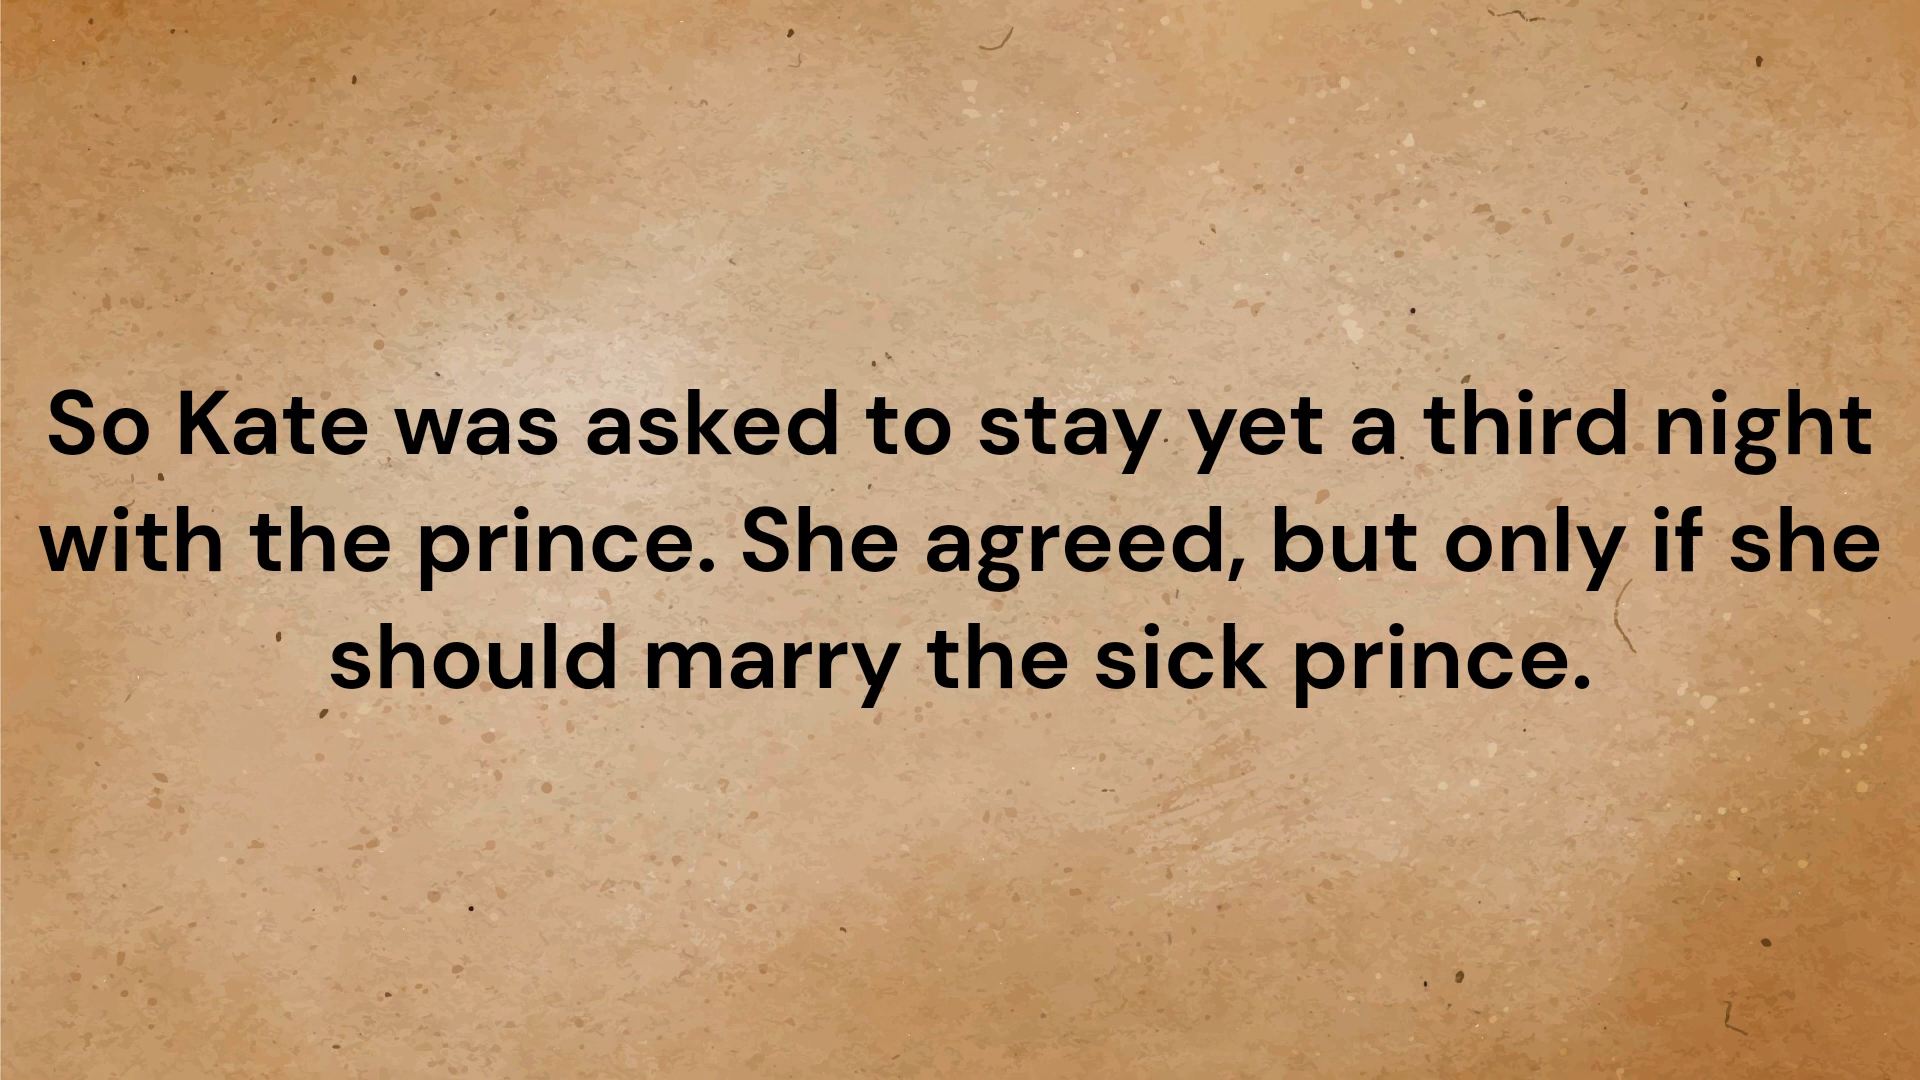 So Kate was asked to stay yet a third night
with the prince. She agreed, but only if she
should marry the sick prince.